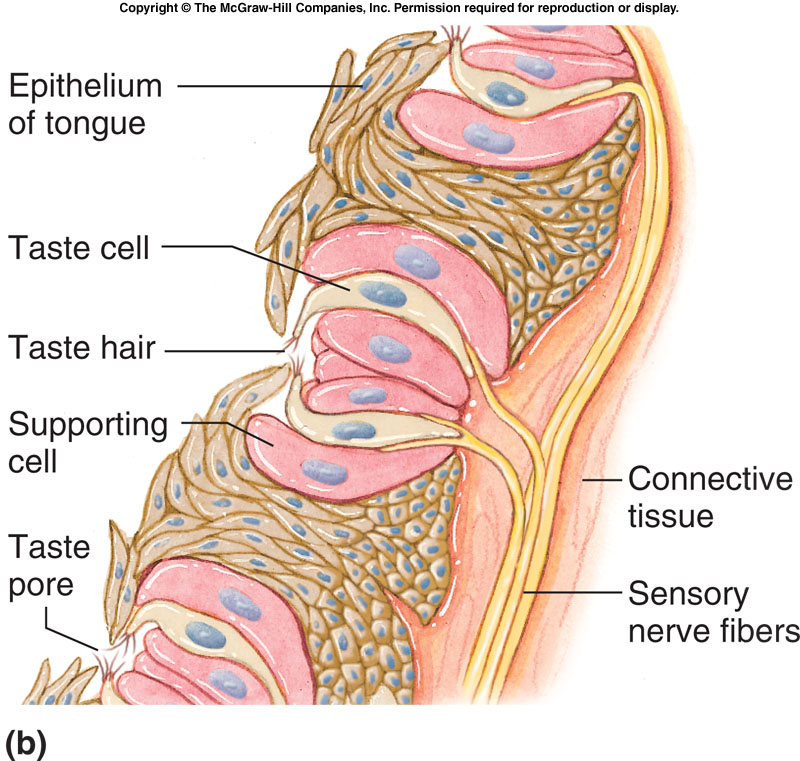 Copyright © The McGraw-Hill Companies, Inc. Permission required for reproduction or display.
Epithelium
of tongue
Taste cell
Taste hair
Supporting
cell
Taste
pore
Connective
tissue
Sensory
nerve fibers
(b)